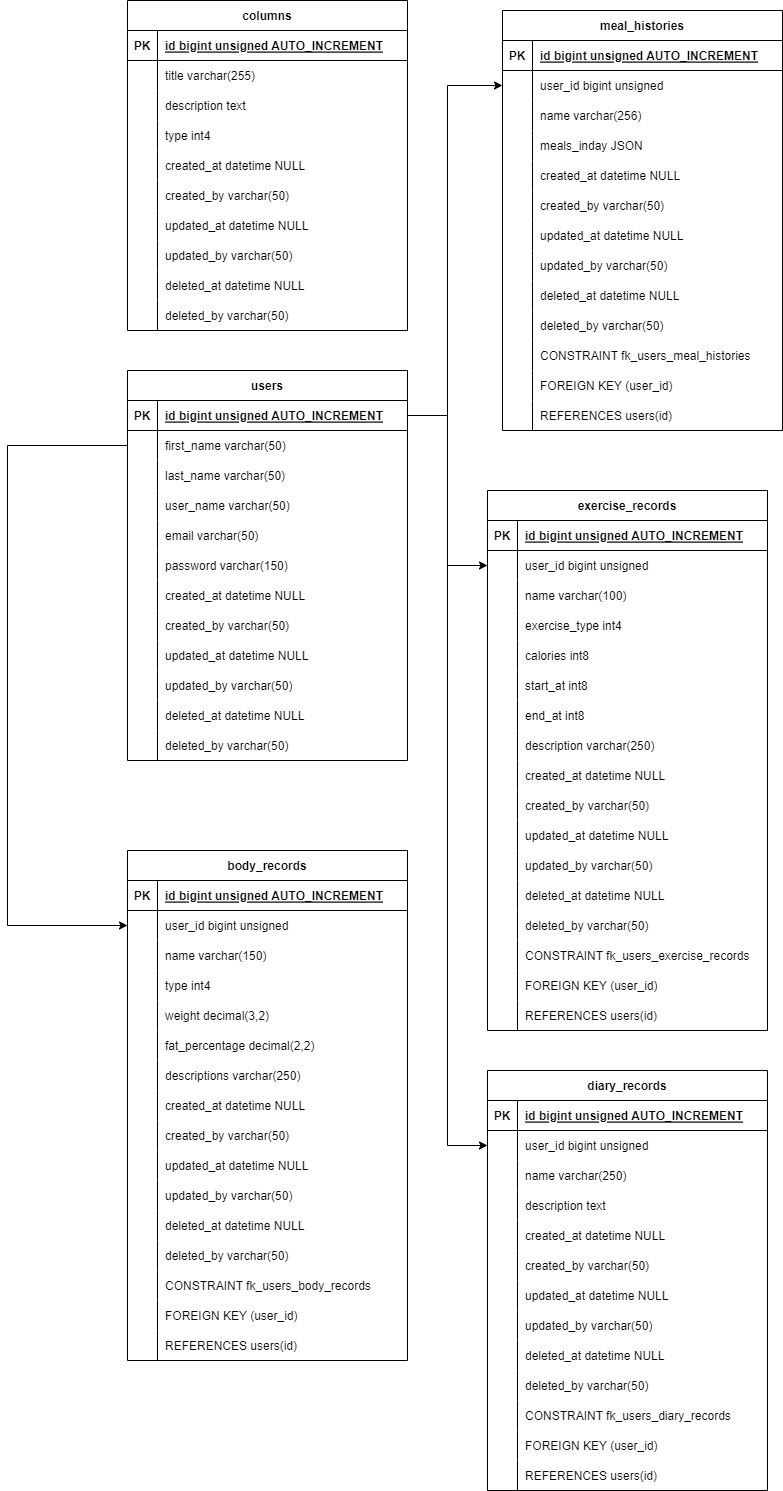 columns
PK id bigint unsigned AUTO_INCREMENT
title varchar(255)
description text
type int4
created_at datetime NULL
created_by varchar(50)
updated_at datetime NULL
updated_by varchar(50)
deleted_at datetime NULL
deleted_by varchar(50)
users
PK id bigint unsigned AUTO_INCREMENT
first_name varchar(50)
last_name varchar(50)
user_name varchar(50)
email varchar(50)
password varchar(150)
created_at datetime NULL
created_by varchar(50)
updated_at datetime NULL
updated_by varchar(50)
deleted_at datetime NULL
deleted_by varchar(50)
body_records
PK id bigint unsigned AUTO_INCREMENT
user_id bigint unsigned
name varchar(150)
type int4
weight decimal(3,2)
fat_percentage decimal(2,2)
descriptions varchar(250)
created_at datetime NULL
created_by varchar(50)
updated_at datetime NULL
updated_by varchar(50)
deleted_at datetime NULL
deleted_by varchar(50)
CONSTRAINT fk_users_body_records
FOREIGN KEY (user_id)
REFERENCES users(id)
meal_histories
PK id bigint unsigned AUTO_INCREMENT
user_id bigint unsigned
name varchar(256)
meals_inday JSON
created_at datetime NULL
created_by varchar(50)
updated_at datetime NULL
updated_by varchar(50)
deleted_at datetime NULL
deleted_by varchar(50)
CONSTRAINT fk_users_meal_histories
FOREIGN KEY (user_id)
REFERENCES users(id)
exercise_records
PK id bigint unsigned AUTO_INCREMENT
user_id bigint unsigned
name varchar(100)
exercise_type int4
calories int8
start_at int8
end_at int8
description varchar(250)
created_at datetime NULL
created_by varchar(50)
updated_at datetime NULL
updated_by varchar(50)
deleted_at datetime NULL
deleted_by varchar(50)
CONSTRAINT fk_users_exercise_records
FOREIGN KEY (user_id)
REFERENCES users(id)
diary_records
PK id bigint unsigned AUTO_INCREMENT
user_id bigint unsigned
name varchar(250)
description text
created_at datetime NULL
created_by varchar(50)
updated_at datetime NULL
updated_by varchar(50)
deleted_at datetime NULL
deleted_by varchar(50)
CONSTRAINT fk_users_diary_records
FOREIGN KEY (user_id)
REFERENCES users(id)